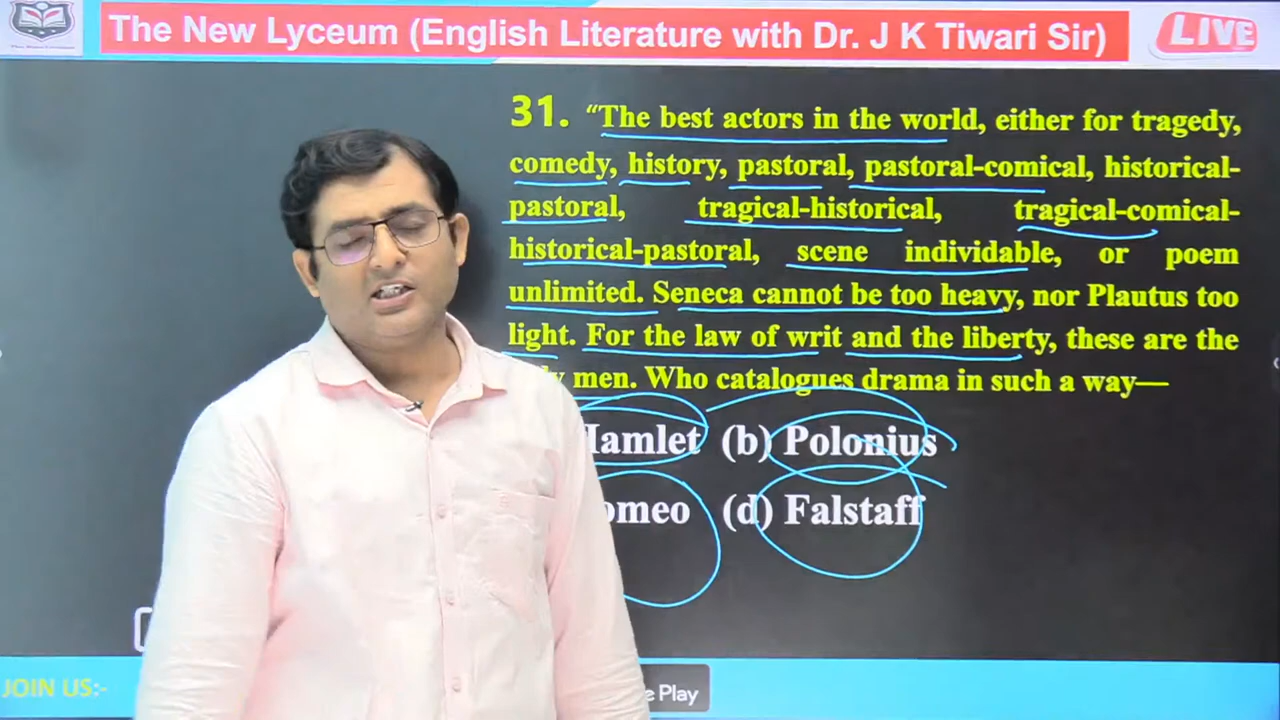 The New Lyceum (English Literature with Dr. J K Tiwari Sir)
LIVE
31. “The best actors in the world, either for tragedy,
comedy, history, pastoral, pastoral-comical, historical-
pastoral, tragical-historical, tragical-comical-
historical-pastoral, scene individable, or poem
unlimited. Seneca cannot be too heavy, nor Plautus too
light. For the law of writ and the liberty, these are the
men. Who catalogues drama in such a way—
Hamlet (b) Polonius
omeo (d) Falstaff
JOIN US:-
Play